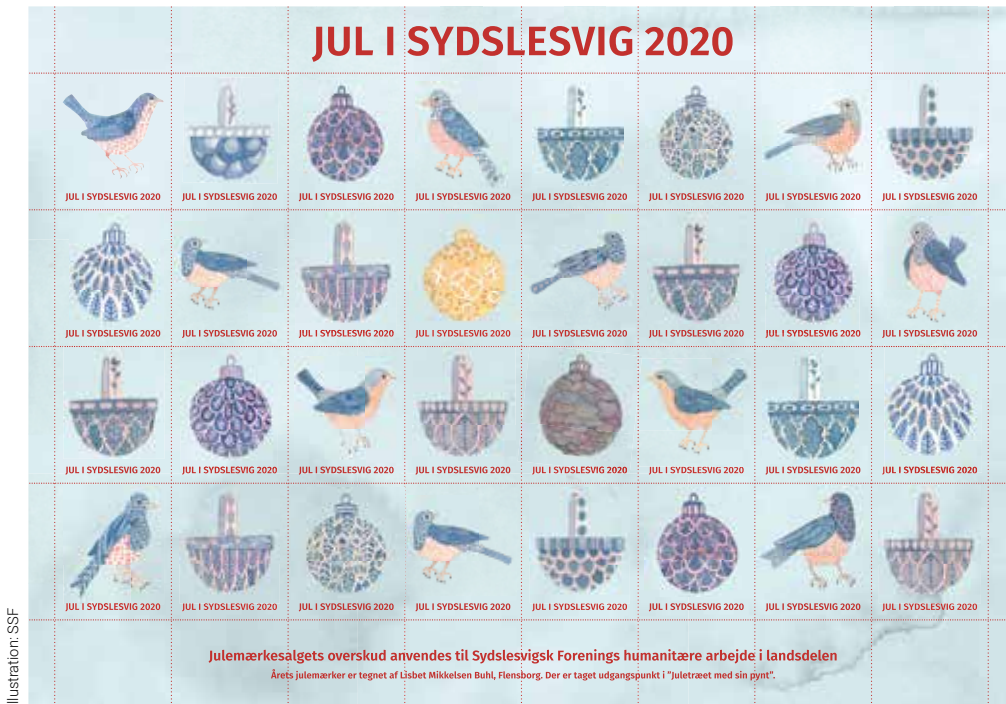 JUL I SYDSLESVIG 2020
JUL I SYDSLESVIG 2020 JUL I SYDSLESVIG 2020 JUL I SYDSLESVIG 2020 JUL I SYDSLESVIG 2020 JUL I SYDSLESVIG 2020 JUL I SYDSLESVIG 2020 JUL I SYDSLESVIG 2020 JUL I SYDSLESVIG 2020
JUL I SYDSLESVIG 2020 JUL I SYDSLESVIG 2020 JUL I SYDSLESVIG 2020 JUL I SYDSLESVIG 2020 JUL I SYDSLESVIG 2020 JUL I SYDSLESVIG 2020 JUL I SYDSLESVIG 2020 JUL I SYDSLESVIG 2020
JUL I SYDSLESVIG 2020 JUL I SYDSLESVIG 2020 JUL I SYDSLESVIG 2020 JUL I SYDSLESVIG 2020 JUL I SYDSLESVIG 2020 JUL I SYDSLESVIG 2020 JUL I SYDSLESVIG 2020 JUL I SYDSLESVIG 2020
JUL I SYDSLESVIG 2020 JUL I SYDSLESVIG 2020 JUL I SYDSLESVIG 2020 JUL I SYDSLESVIG 2020 JUL I SYDSLESVIG 2020 JUL I SYDSLESVIG 2020 JUL I SYDSLESVIG 2020 JUL I SYDSLESVIG 2020
Julemærkesalgets overskud anvendes til Sydslesvigsk Forenings humanitære arbejde i landsdelen
Årets julemærker er tegnet af Lisbet Mikkelsen Buhl, Flensborg. Der er taget udgangspunkt i "Juletræet med sin pynt".
Illustration: SSF